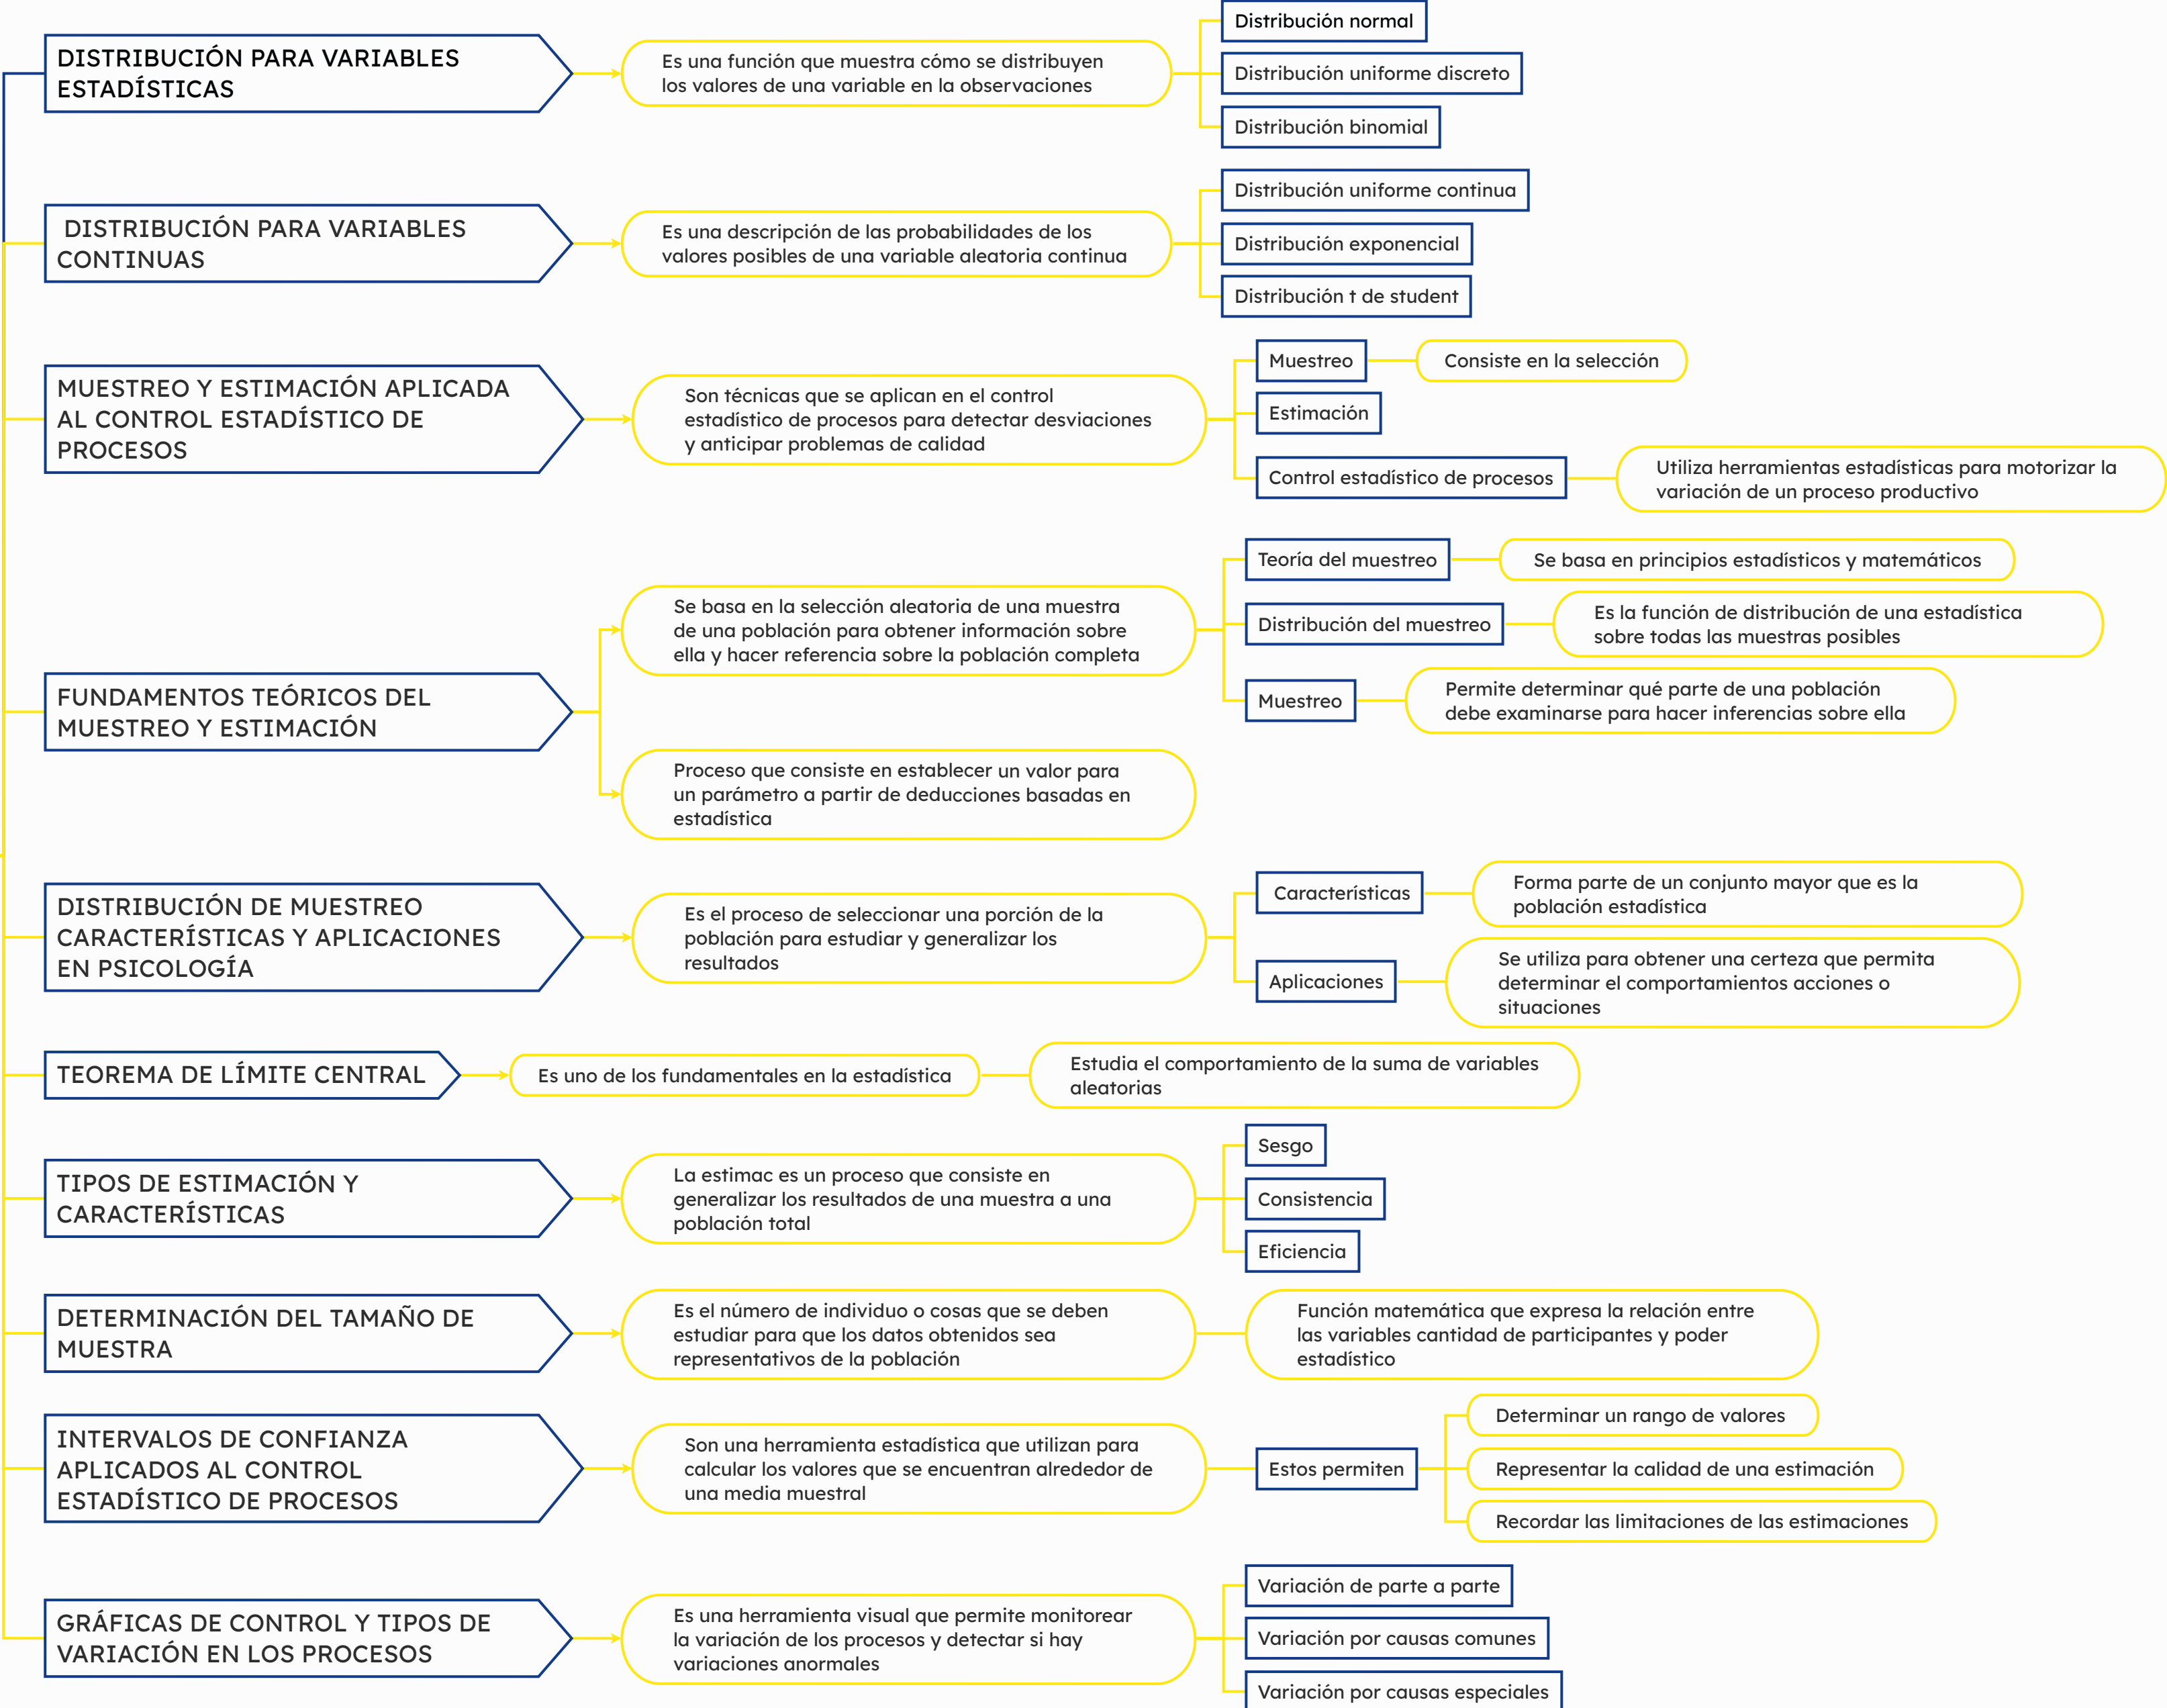 DISTRIBUCIÓN PARA VARIABLES
ESTADÍSTICAS
Es una función que muestra cómo se distribuyen
los valores de una variable en la observaciones
Distribución normal
Distribución uniforme discreto
Distribución binomial
DISTRIBUCIÓN PARA VARIABLES
CONTINUAS
Es una descripción de las probabilidades de los
valores posibles de una variable aleatoria continua
Distribución uniforme continua
Distribución exponencial
Distribución t de student
MUESTREO Y ESTIMACIÓN APLICADA
AL CONTROL ESTADÍSTICO DE
PROCESOS
Son técnicas que se aplican en el control
estadístico de procesos para detectar desviaciones
y anticipar problemas de calidad
Muestreo
Consiste en la selección
Estimación
Control estadístico de procesos
Utiliza herramientas estadísticas para motorizar la
variación de un proceso productivo
FUNDAMENTOS TEÓRICOS DEL
MUESTREO Y ESTIMACIÓN
Se basa en la selección aleatoria de una muestra
de una población para obtener información sobre
ella y hacer referencia sobre la población completa
Teoría del muestreo
Se basa en principios estadísticos y matemáticos
Distribución del muestreo
Es la función de distribución de una estadística
sobre todas las muestras posibles
Muestreo
Permite determinar qué parte de una población
debe examinarse para hacer inferencias sobre ella
Proceso que consiste en establecer un valor para
un parámetro a partir de deducciones basadas en
estadística
DISTRIBUCIÓN DE MUESTREO
CARACTERÍSTICAS Y APLICACIONES
EN PSICOLOGÍA
Es el proceso de seleccionar una porción de la
población para estudiar y generalizar los
resultados
Características
Forma parte de un conjunto mayor que es la
población estadística
Aplicaciones
Se utiliza para obtener una certeza que permita
determinar el comportamientos acciones o
situaciones
TEOREMA DE LÍMITE CENTRAL
Es uno de los fundamentales en la estadística
Estudia el comportamiento de la suma de variables
aleatorias
TIPOS DE ESTIMACIÓN Y
CARACTERÍSTICAS
La estimac es un proceso que consiste en
generalizar los resultados de una muestra a una
población total
Sesgo
Consistencia
Eficiencia
DETERMINACIÓN DEL TAMAÑO DE
MUESTRA
Es el número de individuo o cosas que se deben
estudiar para que los datos obtenidos sea
representativos de la población
Función matemática que expresa la relación entre
las variables cantidad de participantes y poder
estadístico
INTERVALOS DE CONFIANZA
APLICADOS AL CONTROL
ESTADÍSTICO DE PROCESOS
Son una herramienta estadística que utilizan para
calcular los valores que se encuentran alrededor de
una media muestral
Estos permiten
Determinar un rango de valores
Representar la calidad de una estimación
Recordar las limitaciones de las estimaciones
GRÁFICAS DE CONTROL Y TIPOS DE
VARIACIÓN EN LOS PROCESOS
Es una herramienta visual que permite monitorear
la variación de los procesos y detectar si hay
variaciones anormales
Variación de parte a parte
Variación por causas comunes
Variación por causas especiales